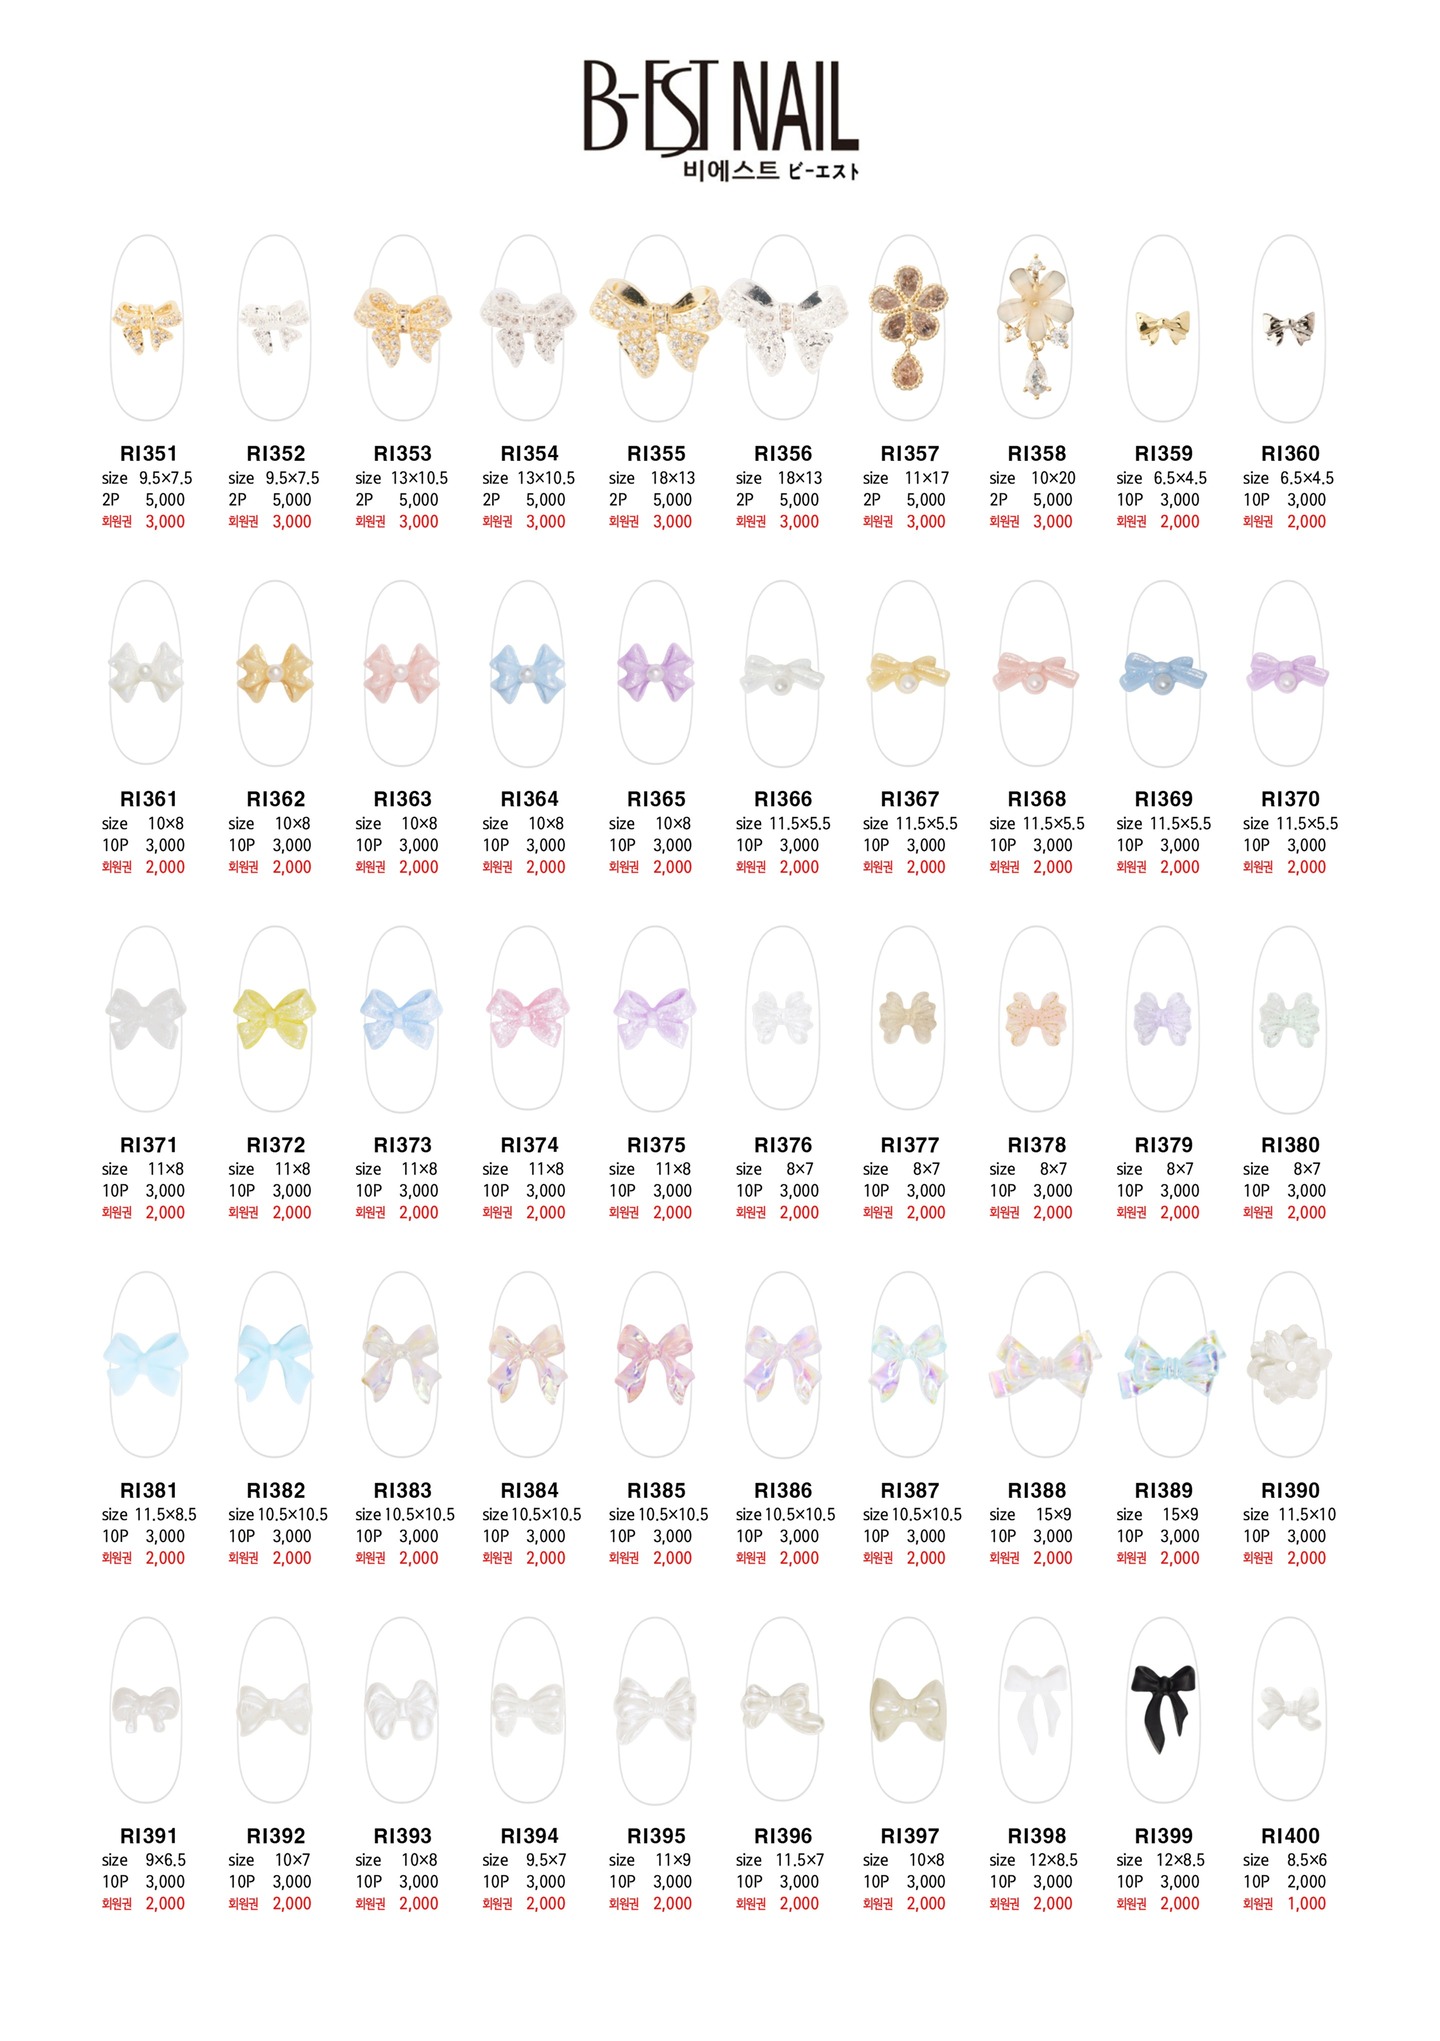 B-EST NAIL
비에스트 ビーエスト
RI351 RI352 RI353 RI354 RI355 RI356 RI357 RI358 RI359 RI360
size 9.5×7.5 size 9.5×7.5 size 13×10.5 size 13×10.5 size 18×13 size 18×13 size 11×17 size 10×20 size 6.5×4.5 size 6.5×4.5
2P 5,000 2P 5,000 2P 5,000 2P 5,000 2P 5,000 2P 5,000 2P 5,000 2P 5,000 10P 3,000 10P 3,000
회원권 3,000 회원권 3,000 회원권 3,000 회원권 3,000 회원권 3,000 회원권 3,000 회원권 3,000 회원권 3,000 회원권 2,000 회원권 2,000
RI361 RI362 RI363 RI364 RI365 RI366 RI367 RI368 RI369 RI370
size 10×8 size 10×8 size 10×8 size 10×8 size 10×8 size 11.5×5.5 size 11.5×5.5 size 11.5×5.5 size 11.5×5.5 size 11.5×5.5
10P 3,000 10P 3,000 10P 3,000 10P 3,000 10P 3,000 10P 3,000 10P 3,000 10P 3,000 10P 3,000 10P 3,000
회원권 2,000 회원권 2,000 회원권 2,000 회원권 2,000 회원권 2,000 회원권 2,000 회원권 2,000 회원권 2,000 회원권 2,000 회원권 2,000
RI371 RI372 RI373 RI374 RI375 RI376 RI377 RI378 RI379 RI380
size 11×8 size 11×8 size 11×8 size 11×8 size 11×8 size 8×7 size 8×7 size 8×7 size 8×7 size 8×7
10P 3,000 10P 3,000 10P 3,000 10P 3,000 10P 3,000 10P 3,000 10P 3,000 10P 3,000 10P 3,000 10P 3,000
회원권 2,000 회원권 2,000 회원권 2,000 회원권 2,000 회원권 2,000 회원권 2,000 회원권 2,000 회원권 2,000 회원권 2,000 회원권 2,000
RI381 RI382 RI383 RI384 RI385 RI386 RI387 RI388 RI389 RI390
size 11.5×8.5 size 10.5×10.5 size 10.5×10.5 size 10.5×10.5 size 10.5×10.5 size 10.5×10.5 size 10.5×10.5 size 15×9 size 15×9 size 11.5×10
10P 3,000 10P 3,000 10P 3,000 10P 3,000 10P 3,000 10P 3,000 10P 3,000 10P 3,000 10P 3,000 10P 3,000
회원권 2,000 회원권 2,000 회원권 2,000 회원권 2,000 회원권 2,000 회원권 2,000 회원권 2,000 회원권 2,000 회원권 2,000 회원권 2,000
RI391 RI392 RI393 RI394 RI395 RI396 RI397 RI398 RI399 RI400
size 9×6.5 size 10×7 size 10×8 size 9.5×7 size 11×9 size 11.5×7 size 10×8 size 12×8.5 size 12×8.5 size 8.5×6
10P 3,000 10P 3,000 10P 3,000 10P 3,000 10P 3,000 10P 3,000 10P 3,000 10P 3,000 10P 3,000 10P 2,000
회원권 2,000 회원권 2,000 회원권 2,000 회원권 2,000 회원권 2,000 회원권 2,000 회원권 2,000 회원권 2,000 회원권 2,000 회원권 1,000